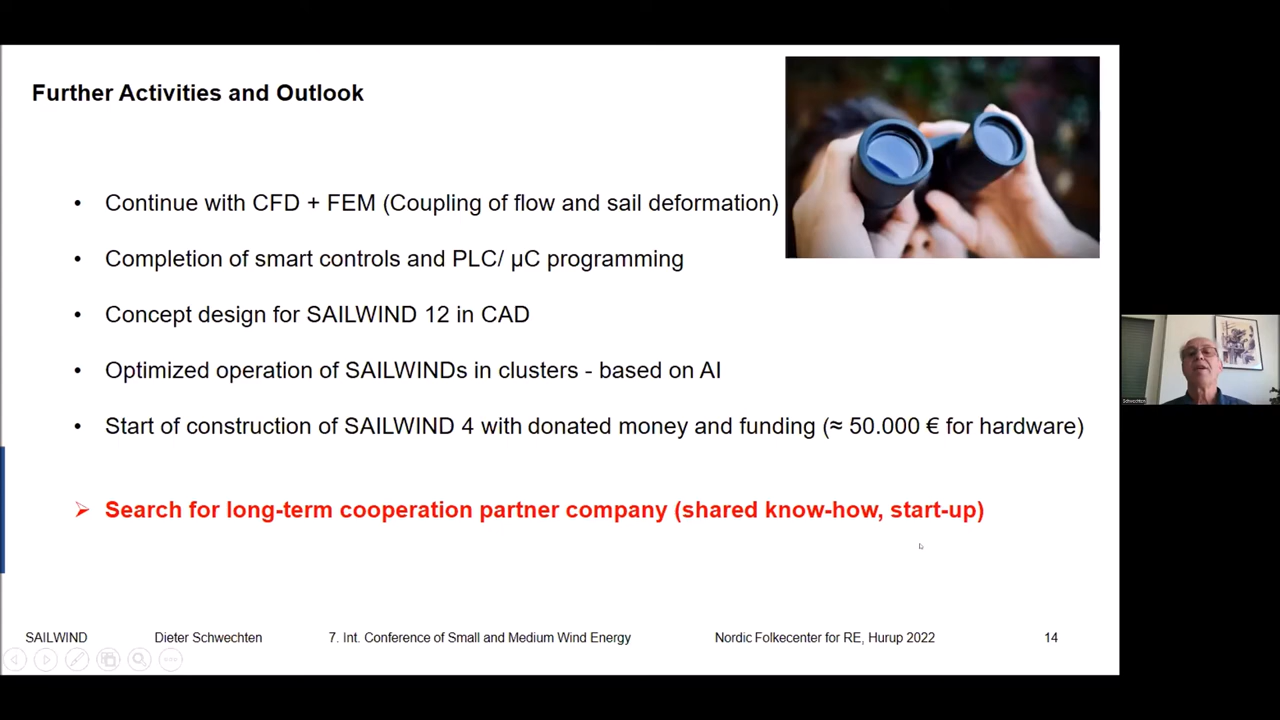 Further Activities and Outlook
• Continue with CFD + FEM (Coupling of flow and sail deformation)
• Completion of smart controls and PLC/ µC programming
• Concept design for SAILWIND 12 in CAD
• Optimized operation of SAILWINDs in clusters - based on AI
• Start of construction of SAILWIND 4 with donated money and funding (≈ 50.000 € for hardware)
➢ Search for long-term cooperation partner company (shared know-how, start-up)
Schwechten
SAILWIND Dieter Schwechten 7. Int. Conference of Small and Medium Wind Energy Nordic Folkecenter for RE, Hurup 2022 14